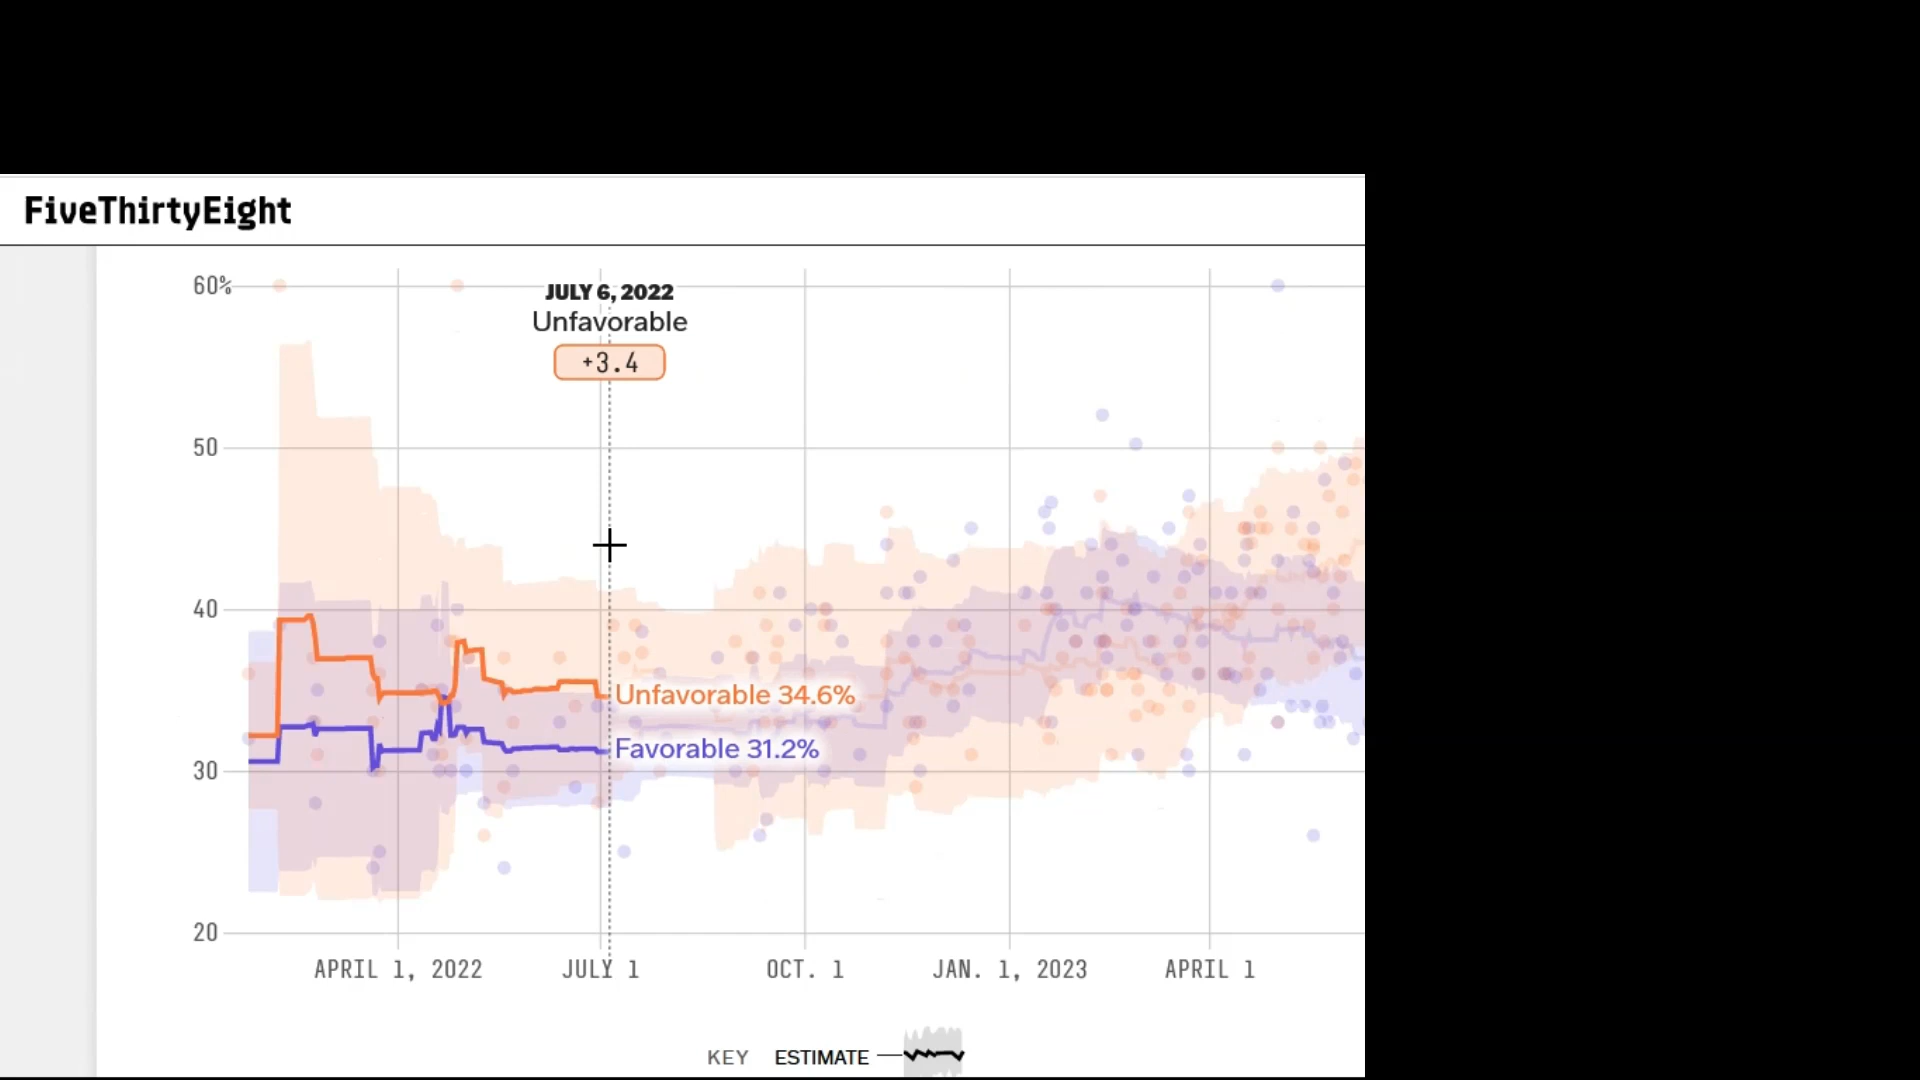 FiveThirtyEight
60%
JULY 6, 2022
Unfavorable
+3.4
50
40
Unfavorable 34.6%
Favorable 31.2%
30
20
APRIL 1, 2022 JULY 1 OCT. 1 JAN. 1, 2023 APRIL 1
KEY ESTIMATE